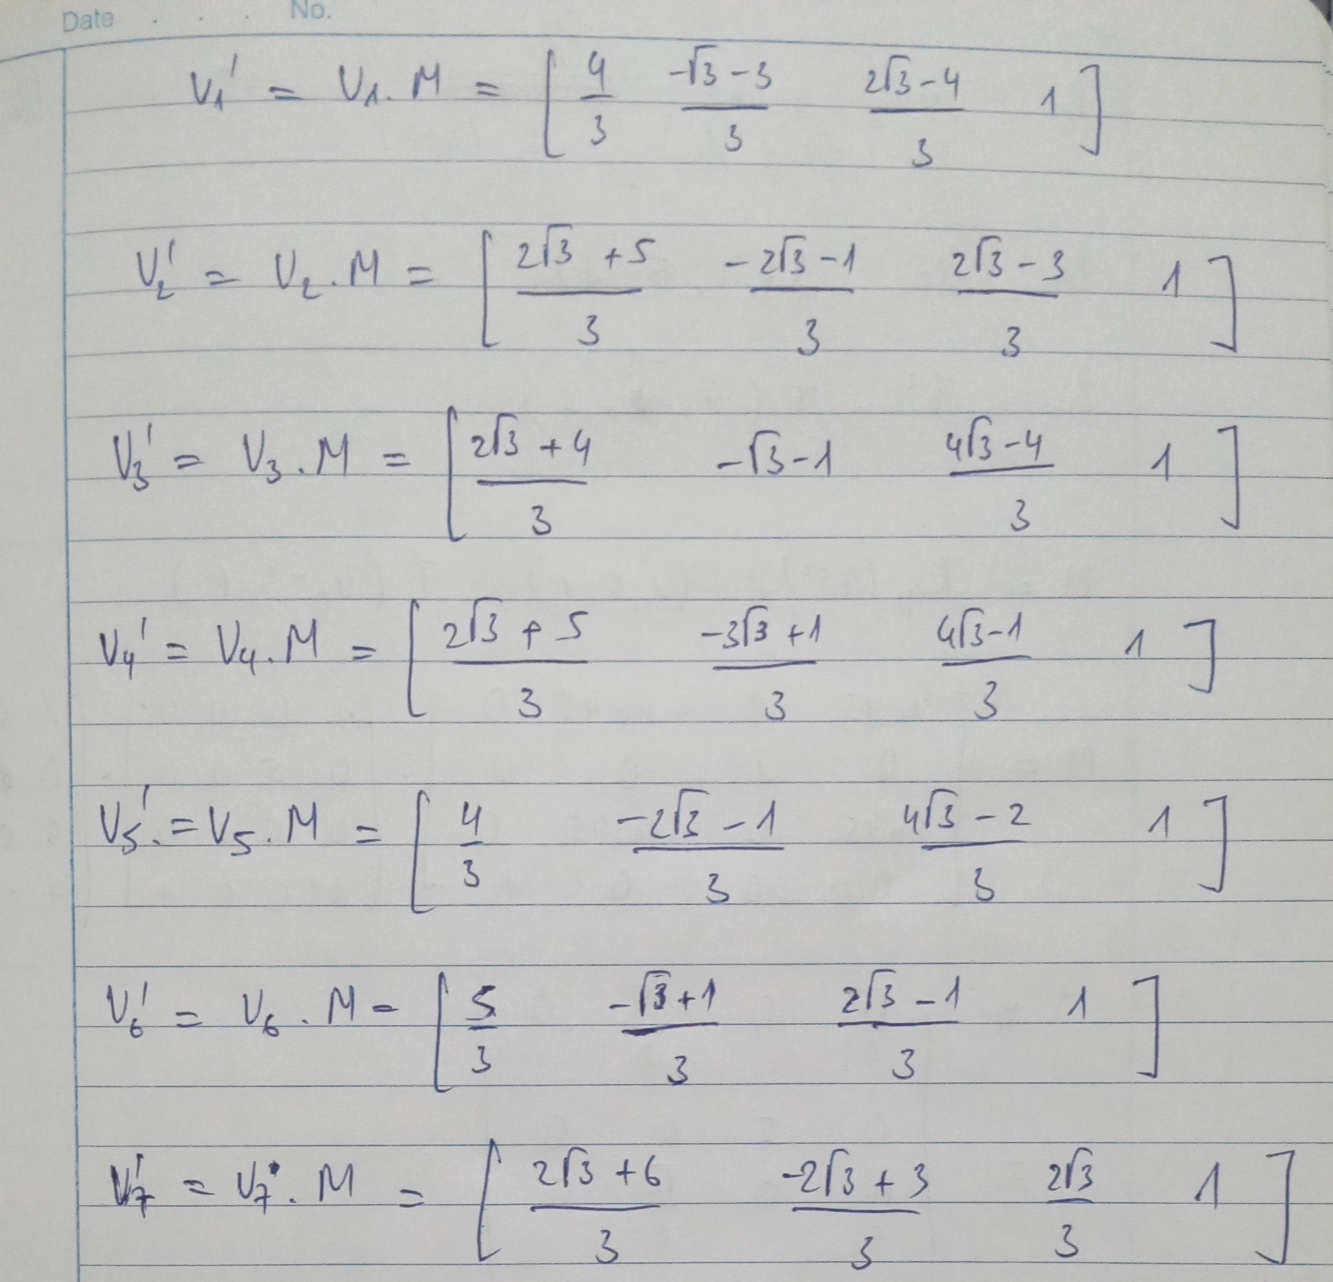 Date . . . No.
V₁' = V₁.M = [ 4/3 (-√3-3)/3 (2√3-4)/3 1 ]
V₂' = V₂.M = [ (2√3+5)/3 (-2√3-1)/3 (2√3-3)/3 1 ]
V₃' = V₃.M = [ (2√3+4)/3 -√3-1 (4√3-4)/3 1 ]
V₄' = V₄.M = [ (2√3+5)/3 (-3√3+1)/3 (4√3-1)/3 1 ]
V₅' = V₅.M = [ 4/3 (-2√3-1)/3 (4√3-2)/3 1 ]
V₆' = V₆.M = [ 5/3 (-√3+1)/3 (2√3-1)/3 1 ]
V₇' = V₇.M = [ (2√3+6)/3 (-2√3+3)/3 2√3/3 1 ]